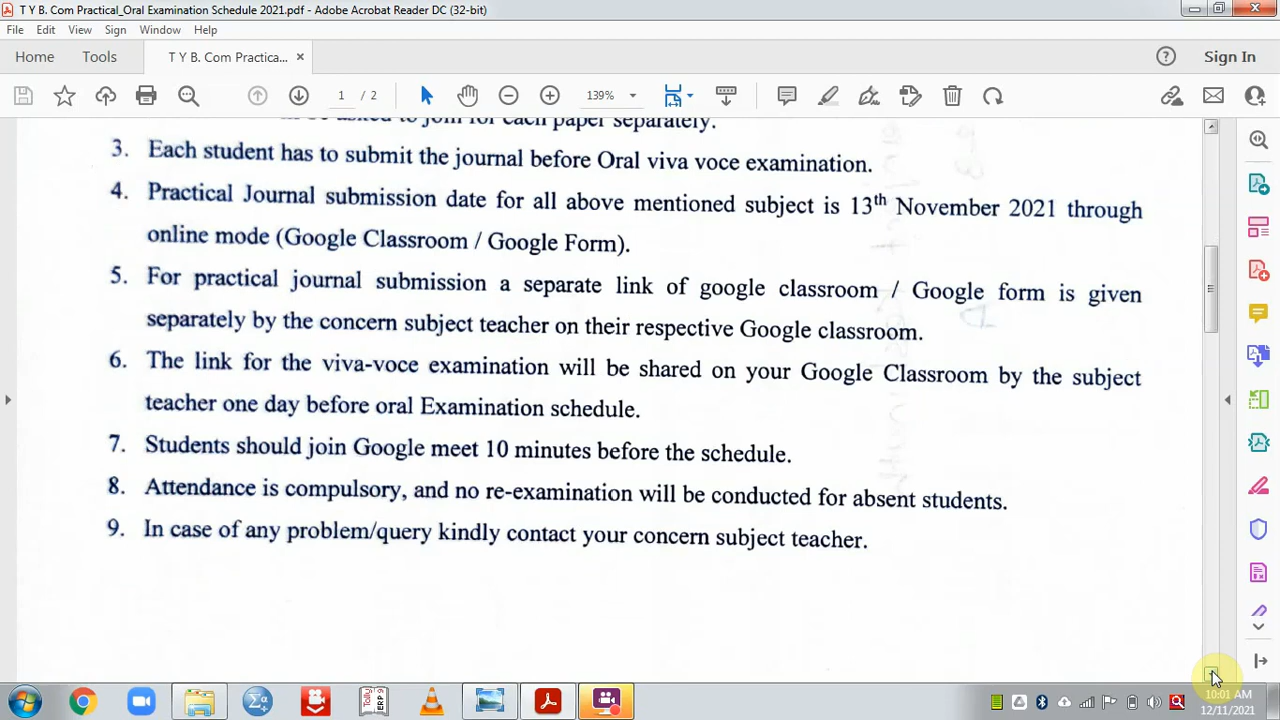 T Y B. Com Practical_Oral Examination Schedule 2021.pdf - Adobe Acrobat Reader DC (32-bit)
File Edit View Sign Window Help
Home Tools T Y B. Com Practica... × Sign In
1 / 2 139%
to join for each paper separately.
3. Each student has to submit the journal before Oral viva voce examination.
4. Practical Journal submission date for all above mentioned subject is 13th November 2021 through
online mode (Google Classroom / Google Form).
5. For practical journal submission a separate link of google classroom / Google form is given
separately by the concern subject teacher on their respective Google classroom.
6. The link for the viva-voce examination will be shared on your Google Classroom by the subject
teacher one day before oral Examination schedule.
7. Students should join Google meet 10 minutes before the schedule.
8. Attendance is compulsory, and no re-examination will be conducted for absent students.
9. In case of any problem/query kindly contact your concern subject teacher.
Tally ERP9
10:01 AM
12/11/2021